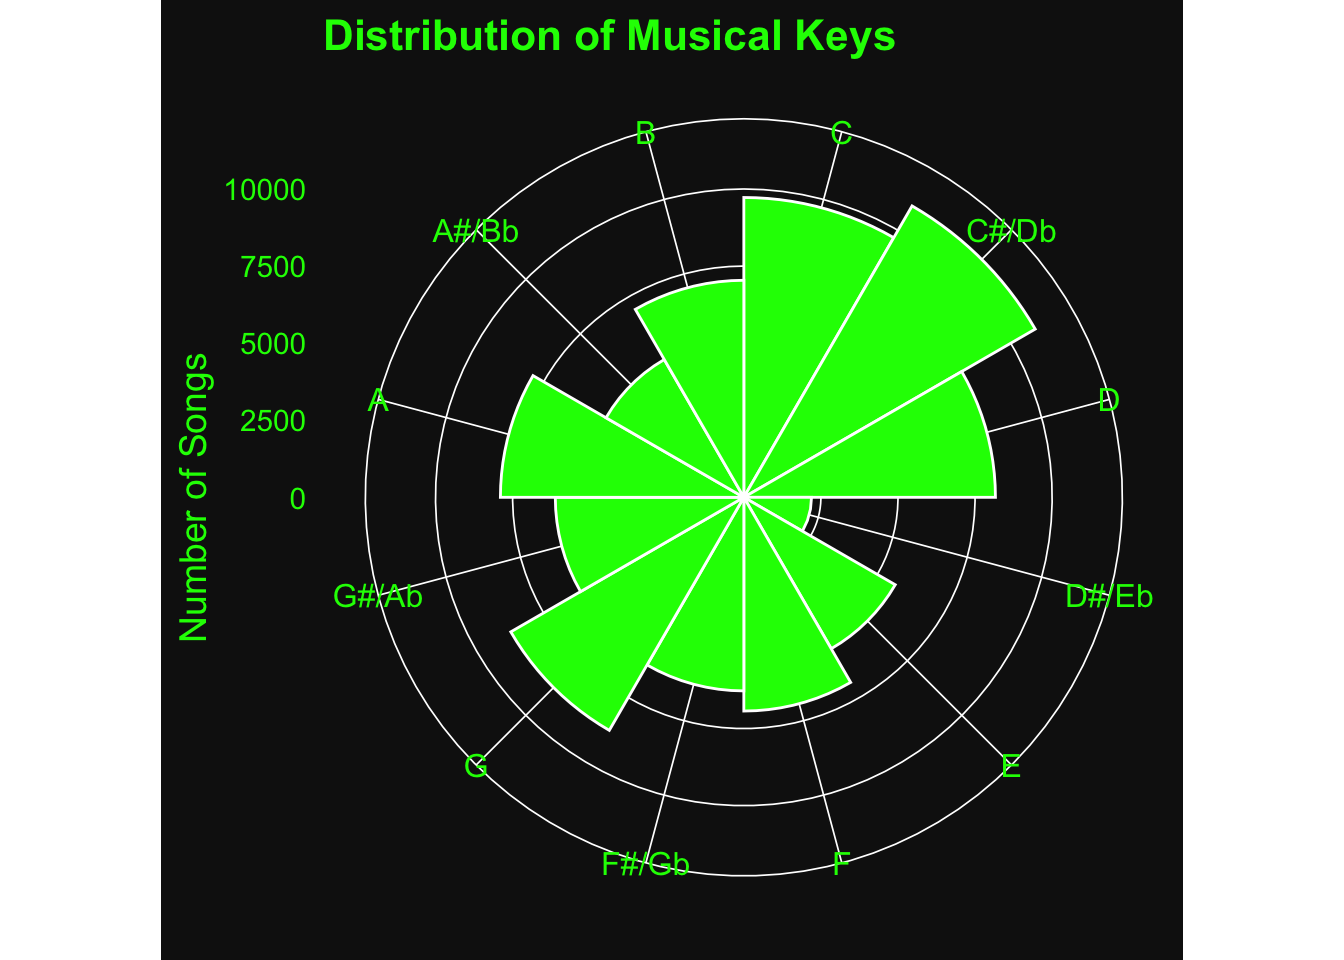 Distribution of Musical Keys
B
C
10000
A#/Bb
C#/Db
7500
5000
A
D
2500
Number of Songs
0
G#/Ab
D#/Eb
G
E
F#/Gb
F